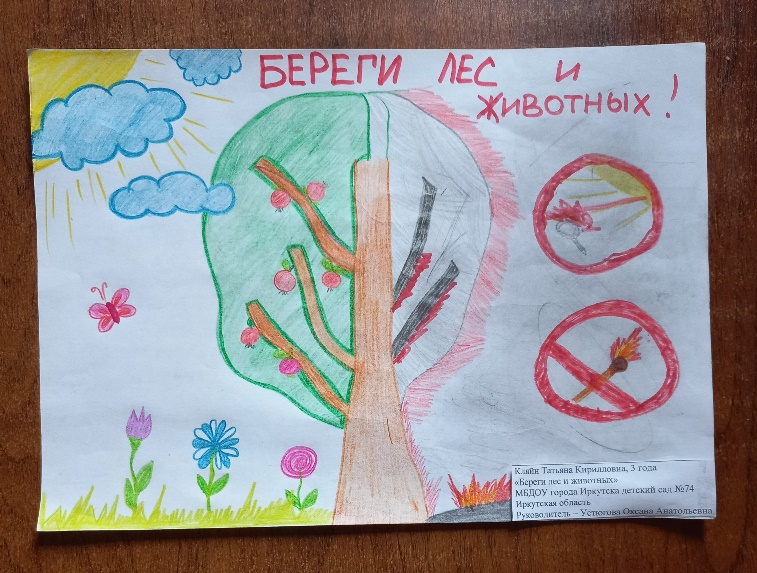 БЕРЕГИ ЛЕС И
ЖИВОТНЫХ!
Кляйн Татьяна Кирилловна, 3 года
«Береги лес и животных»
МБДОУ города Иркутска детский сад №74
Иркутская область
Руководитель – Устюгова Оксана Анатольевна